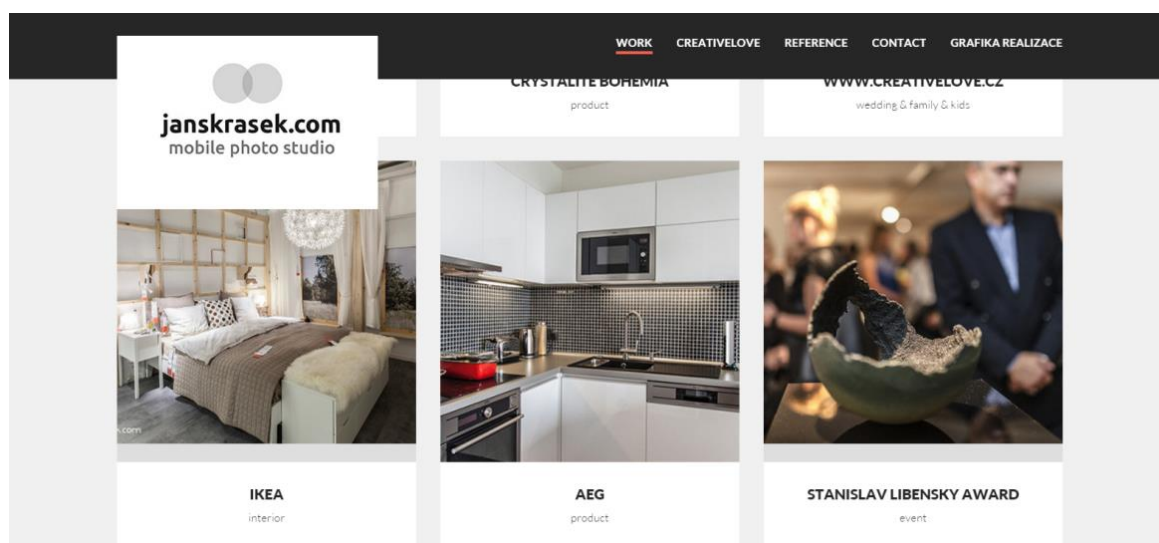 WORK CREATIVELOVE REFERENCE CONTACT GRAFIKA REALIZACE
janskrasek.com
mobile photo studio
CRYSTALITE BOHEMIA
product
WWW.CREATIVELOVE.CZ
wedding & family & kids
.com
IKEA
interior
AEG
product
STANISLAV LIBENSKY AWARD
event